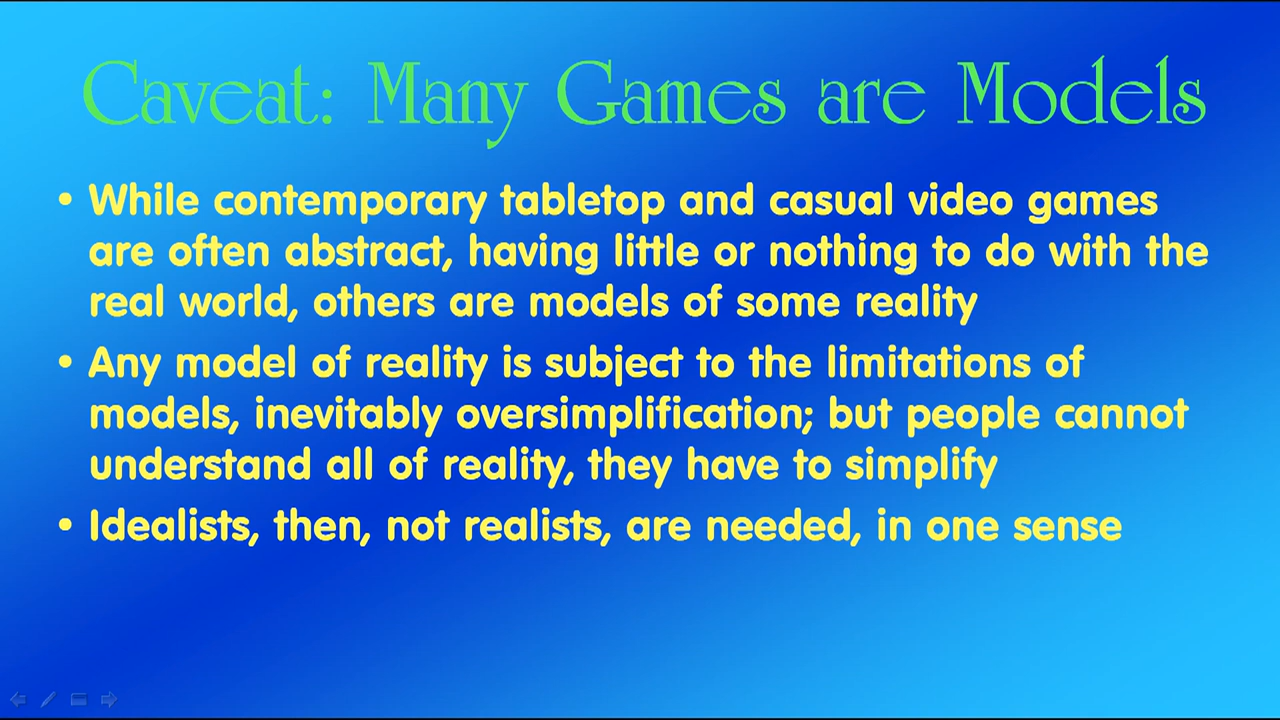 Caveat: Many Games are Models
• While contemporary tabletop and casual video games
are often abstract, having little or nothing to do with the
real world, others are models of some reality
• Any model of reality is subject to the limitations of
models, inevitably oversimplification; but people cannot
understand all of reality, they have to simplify
• Idealists, then, not realists, are needed, in one sense